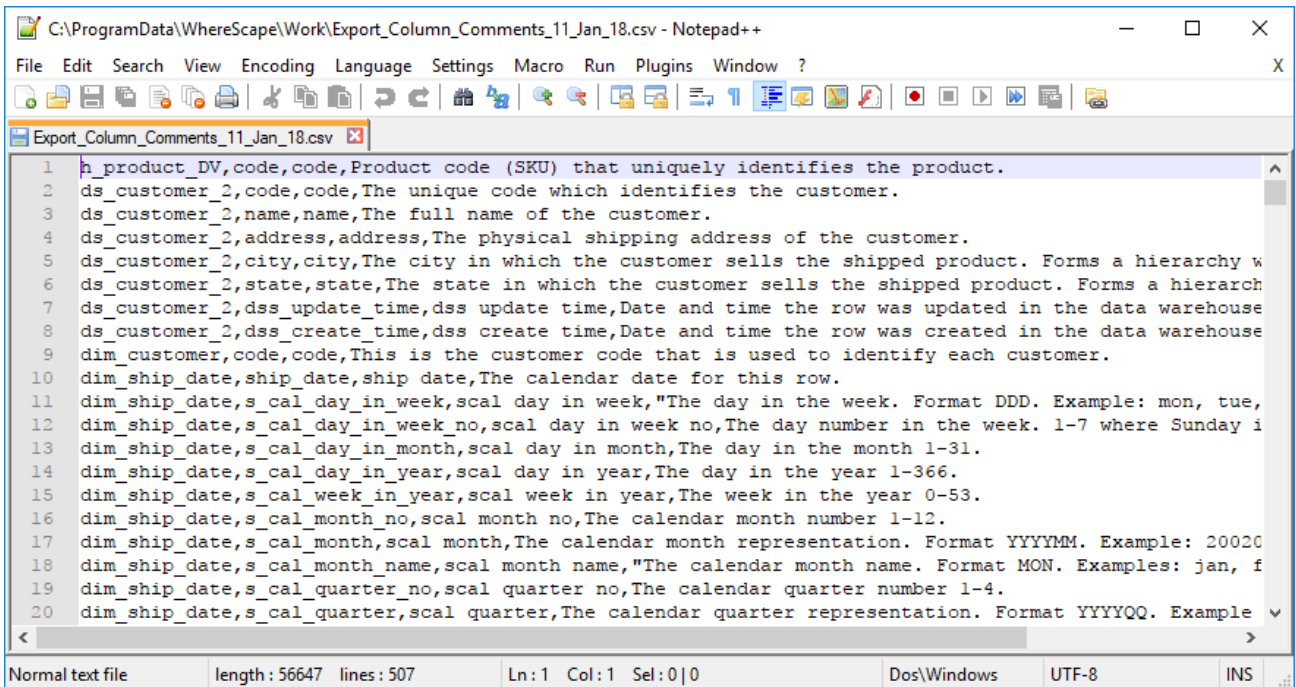 C:\ProgramData\WhereScape\Work\Export_Column_Comments_11_Jan_18.csv - Notepad++
File Edit Search View Encoding Language Settings Macro Run Plugins Window ? X
Export_Column_Comments_11_Jan_18.csv
1 h_product_DV,code,code,Product code (SKU) that uniquely identifies the product.
2 ds_customer_2,code,code,The unique code which identifies the customer.
3 ds_customer_2,name,name,The full name of the customer.
4 ds_customer_2,address,address,The physical shipping address of the customer.
5 ds_customer_2,city,city,The city in which the customer sells the shipped product. Forms a hierarchy w
6 ds_customer_2,state,state,The state in which the customer sells the shipped product. Forms a hierarch
7 ds_customer_2,dss_update_time,dss update time,Date and time the row was updated in the data warehouse
8 ds_customer_2,dss_create_time,dss create time,Date and time the row was created in the data warehouse
9 dim_customer,code,code,This is the customer code that is used to identify each customer.
10 dim_ship_date,ship_date,ship date,The calendar date for this row.
11 dim_ship_date,s_cal_day_in_week,scal day in week,"The day in the week. Format DDD. Example: mon, tue,
12 dim_ship_date,s_cal_day_in_week_no,scal day in week no,The day number in the week. 1-7 where Sunday i
13 dim_ship_date,s_cal_day_in_month,scal day in month,The day in the month 1-31.
14 dim_ship_date,s_cal_day_in_year,scal day in year,The day in the year 1-366.
15 dim_ship_date,s_cal_week_in_year,scal week in year,The week in the year 0-53.
16 dim_ship_date,s_cal_month_no,scal month no,The calendar month number 1-12.
17 dim_ship_date,s_cal_month,scal month,The calendar month representation. Format YYYYMM. Example: 20020
18 dim_ship_date,s_cal_month_name,scal month name,"The calendar month name. Format MON. Examples: jan, f
19 dim_ship_date,s_cal_quarter_no,scal quarter no,The calendar quarter number 1-4.
20 dim_ship_date,s_cal_quarter,scal quarter,The calendar quarter representation. Format YYYYQQ. Example
Normal text file length : 56647 lines : 507 Ln : 1 Col : 1 Sel : 0 | 0 Dos\Windows UTF-8 INS